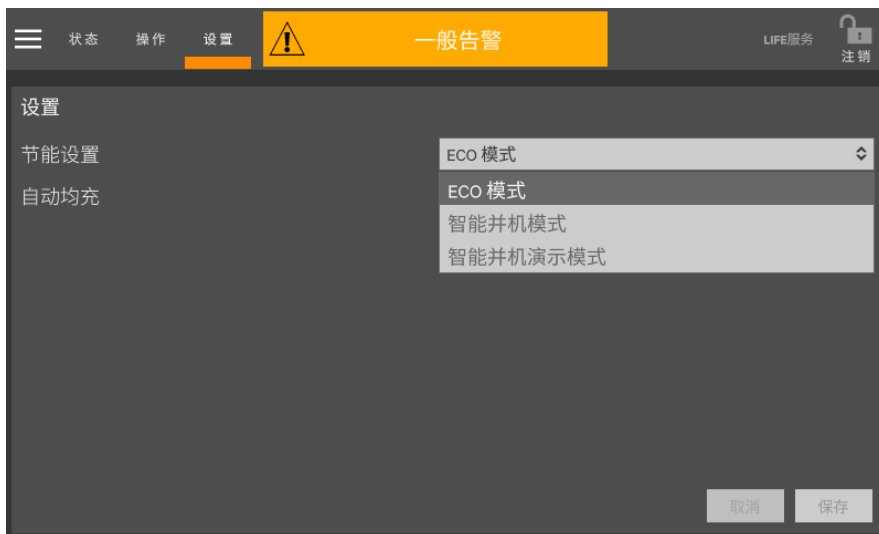 状态 操作 设置 一般告警 LIFE服务 注销
设置
节能设置 ECO 模式
自动均充 ECO 模式
智能并机模式
智能并机演示模式
取消 保存